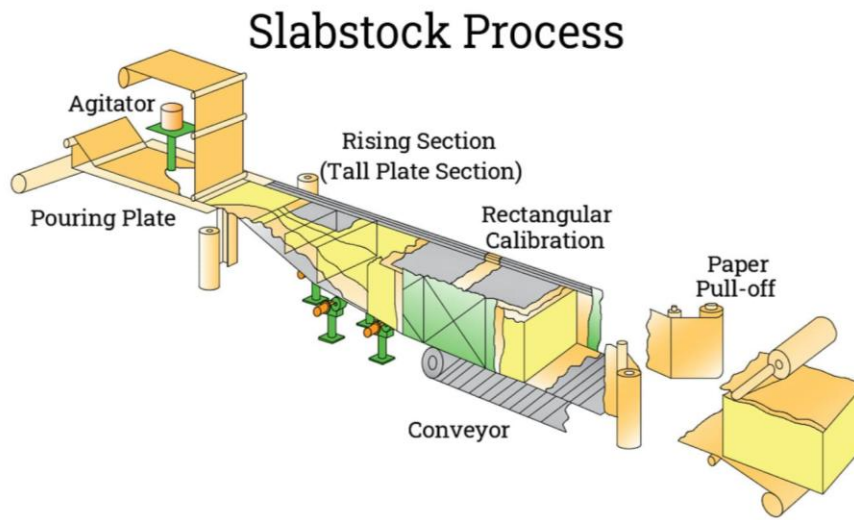 Slabstock Process
Agitator
Rising Section
(Tall Plate Section)
Pouring Plate
Rectangular
Calibration
Paper
Pull-off
Conveyor